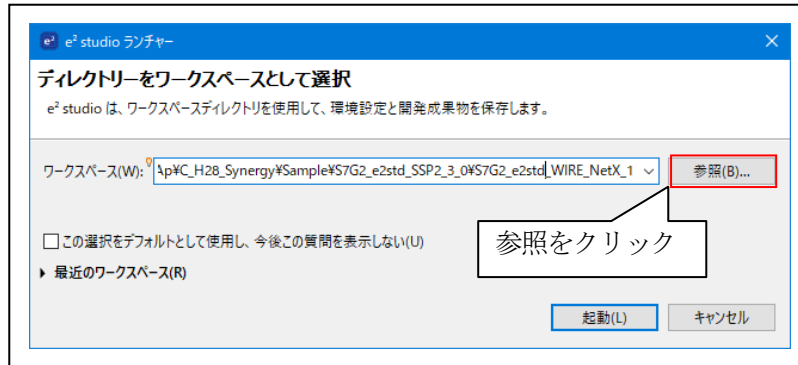 e² e² studio ランチャー
ディレクトリーをワークスペースとして選択
e² studio は、ワークスペースディレクトリを使用して、環境設定と開発成果物を保存します。
ワークスペース(W): Ap¥C_H28_Synergy¥Sample¥S7G2_e2std_SSP2_3_0¥S7G2_e2std_WIRE_NetX_1 参照(B)...
参照をクリック
この選択をデフォルトとして使用し、今後この質問を表示しない(U)
最近のワークスペース(R)
起動(L) キャンセル